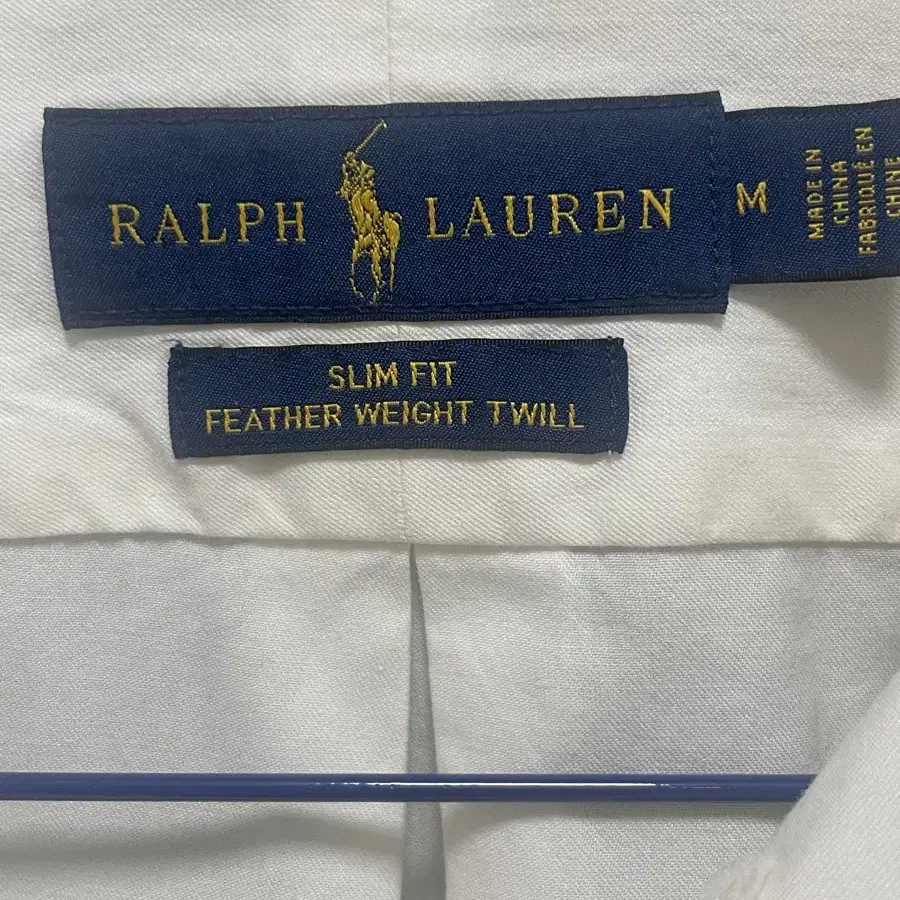 RALPH LAUREN
M
MADE IN
CHINA
FABRIQUÉ EN
CHINE
SLIM FIT
FEATHER WEIGHT TWILL